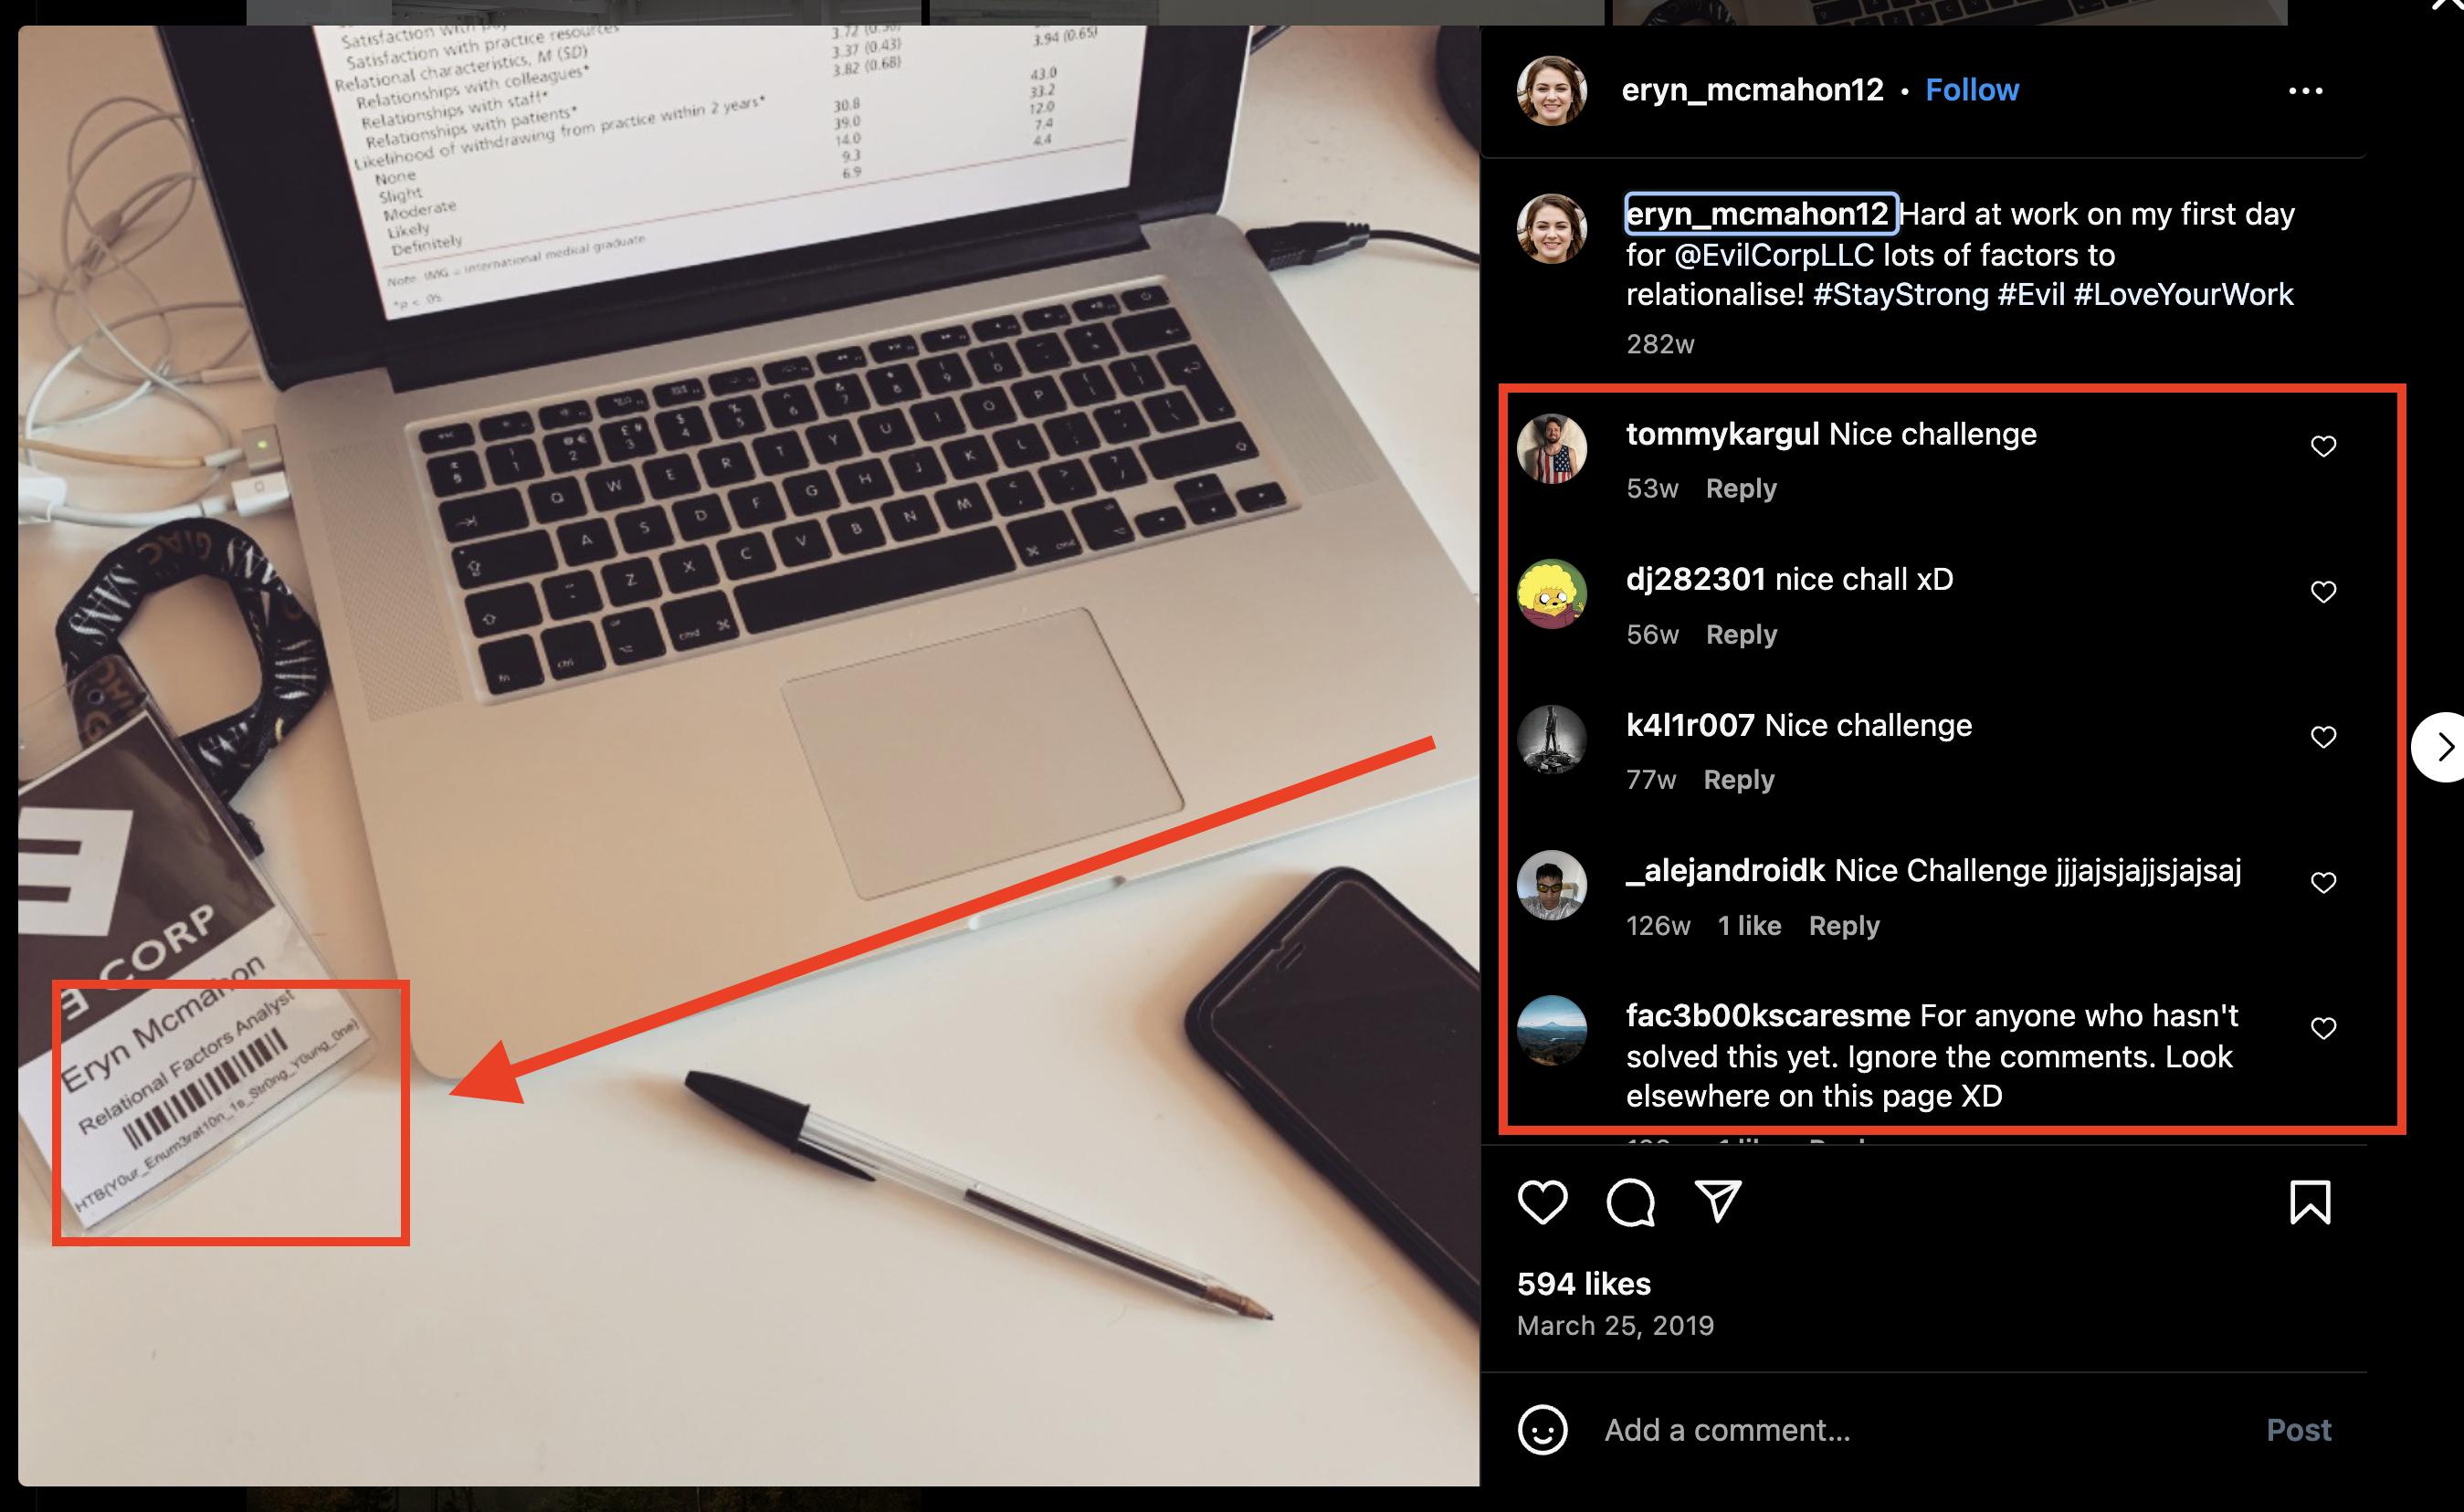 Satisfaction with practice resources
3.72
3.37 (0.43)
3.94 (0.65)
Relational characteristics, M (SD)
3.82 (0.68)
Relationships with colleagues*
Relationships with staff*
Relationships with patients*
Likelihood of withdrawing from practice within 2 years*
None
30.8
43.0
Slight
39.0
33.2
Moderate
14.0
12.0
Likely
9.3
7.4
Definitely
6.9
4.4
Note. IMG = international medical graduate
*p < .05
SANS
GIAC
CORP
Eryn Mcmahon
Relational Factors Analyst
HTB{Y0ur_Enum3rat10n_1s_Str0ng_Y0ung_0ne}
eryn_mcmahon12 • Follow
eryn_mcmahon12 Hard at work on my first day
for @EvilCorpLLC lots of factors to
relationalise! #StayStrong #Evil #LoveYourWork
282w
tommykargul Nice challenge
53w Reply
dj282301 nice chall xD
56w Reply
k4l1r007 Nice challenge
77w Reply
_alejandroidk Nice Challenge jjjajsjajjsjajsaj
126w 1 like Reply
fac3b00kscaresme For anyone who hasn't
solved this yet. Ignore the comments. Look
elsewhere on this page XD
594 likes
March 25, 2019
Add a comment...
Post